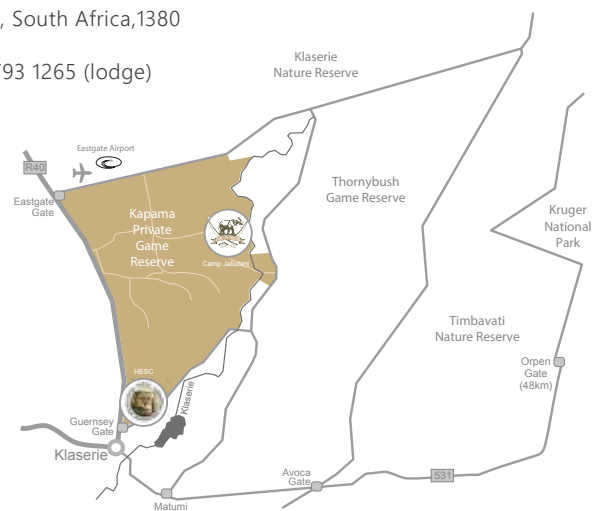 , South Africa,1380
793 1265 (lodge)
Klaserie
Nature Reserve
Eastgate Airport
R40
Eastgate
Gate
Thornybush
Game Reserve
Kapama
Private
Game
Reserve
Camp Jabulani
Kruger
National
Park
Timbavati
Nature Reserve
Orpen
Gate
(48km)
HESC
Klaserie
Guernsey
Gate
Klaserie
Avoca
Gate
531
Matumi